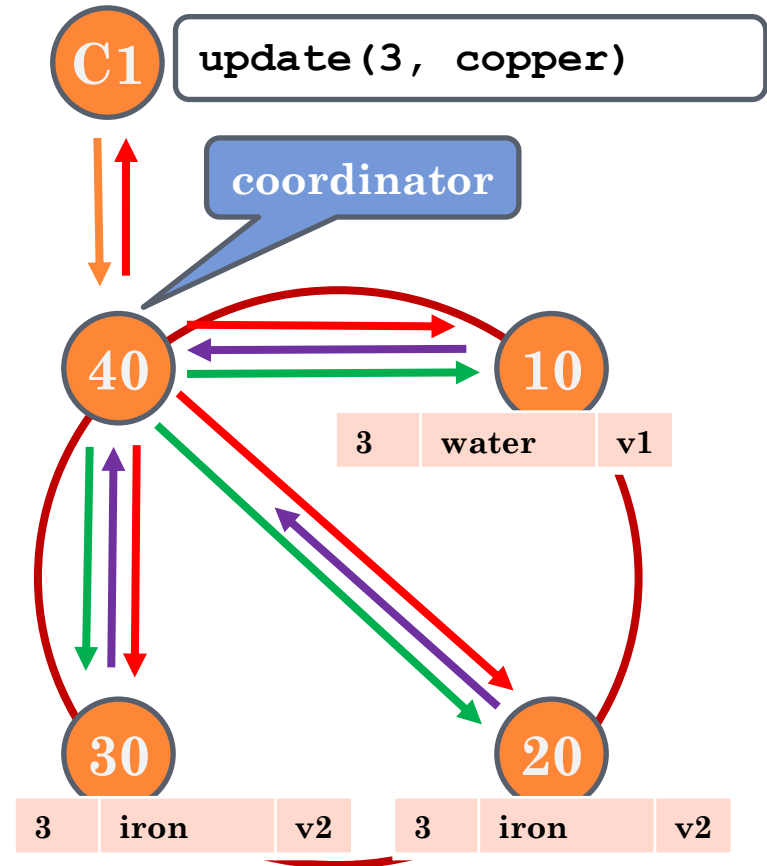 C1
update(3, copper)
coordinator
40
10
3 water v1
30
20
3 iron v2
3 iron v2